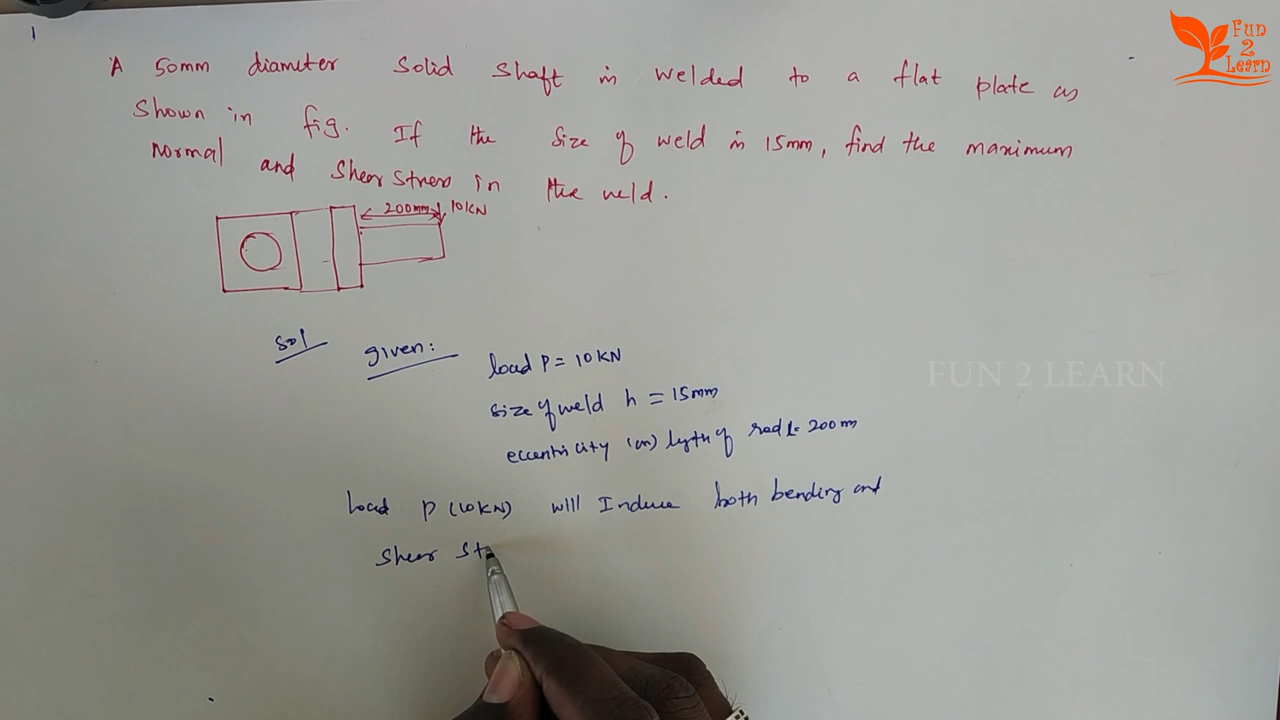 1
Fun
2
Learn
A 50mm diameter Solid Shaft is welded to a flat plate as
Shown in fig. If the size of weld is 15mm, find the maximum
normal and Shear Stress in the weld.
200mm 10KN
Sol given:
load P = 10KN
size of weld h = 15mm
eccentricity (or) of rod L = 200 m
FUN 2 LEARN
Load P (10KN) will Induce both bending and
Shear St